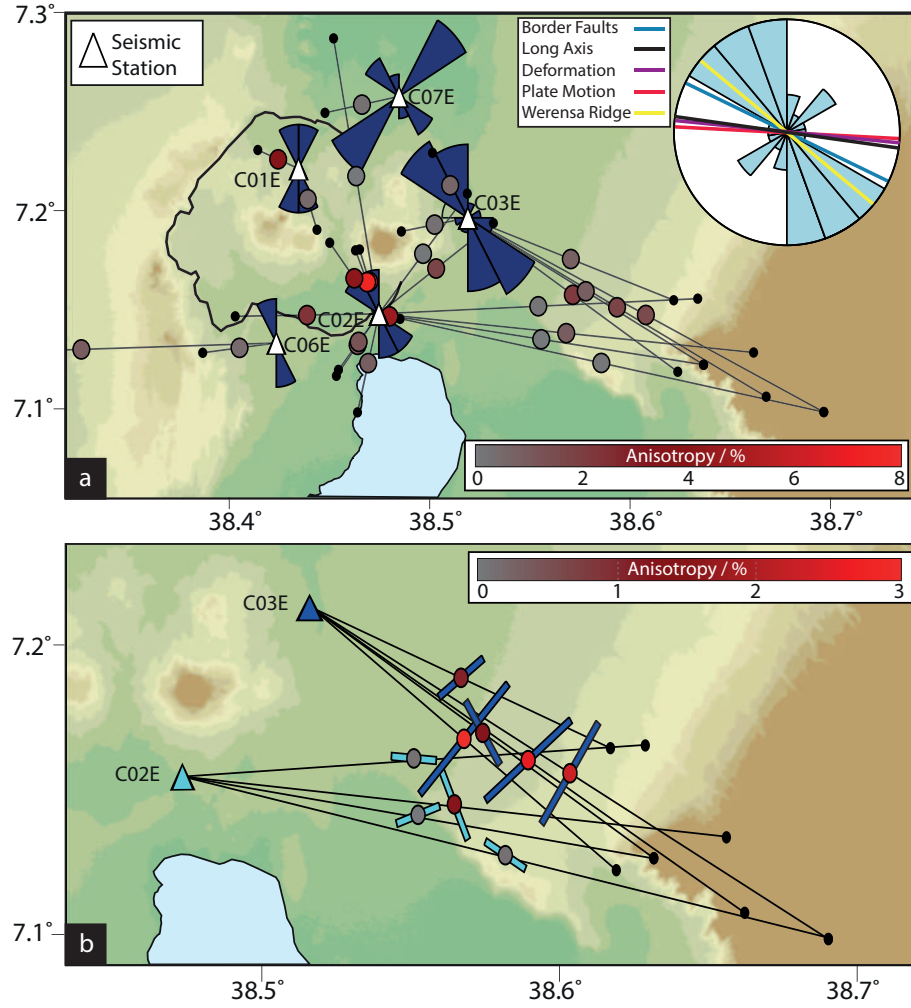 7.3°
7.2°
7.1°
Seismic
Station
Border Faults
Long Axis
Deformation
Plate Motion
Werensa Ridge
C07E
C01E
C03E
C02E
C06E
a
Anisotropy / %
0 2 4 6 8
38.4° 38.5° 38.6° 38.7°
Anisotropy / %
0 1 2 3
C03E
7.2°
C02E
7.1°
b
38.5° 38.6° 38.7°